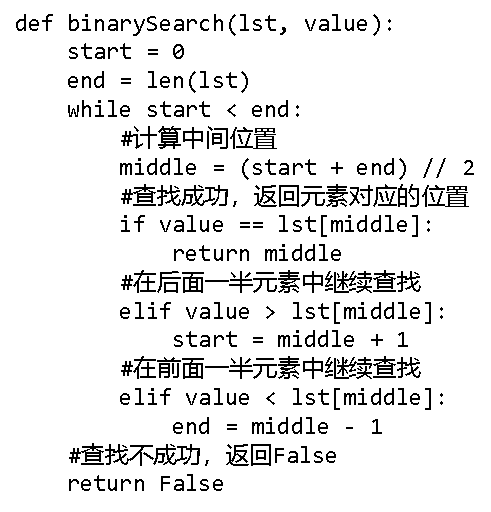 def binarySearch(lst, value):
    start = 0
    end = len(lst)
    while start < end:
        #计算中间位置
        middle = (start + end) // 2
        #查找成功，返回元素对应的位置
        if value == lst[middle]:
            return middle
        #在后面一半元素中继续查找
        elif value > lst[middle]:
            start = middle + 1
        #在前面一半元素中继续查找
        elif value < lst[middle]:
            end = middle - 1
    #查找不成功，返回False
    return False